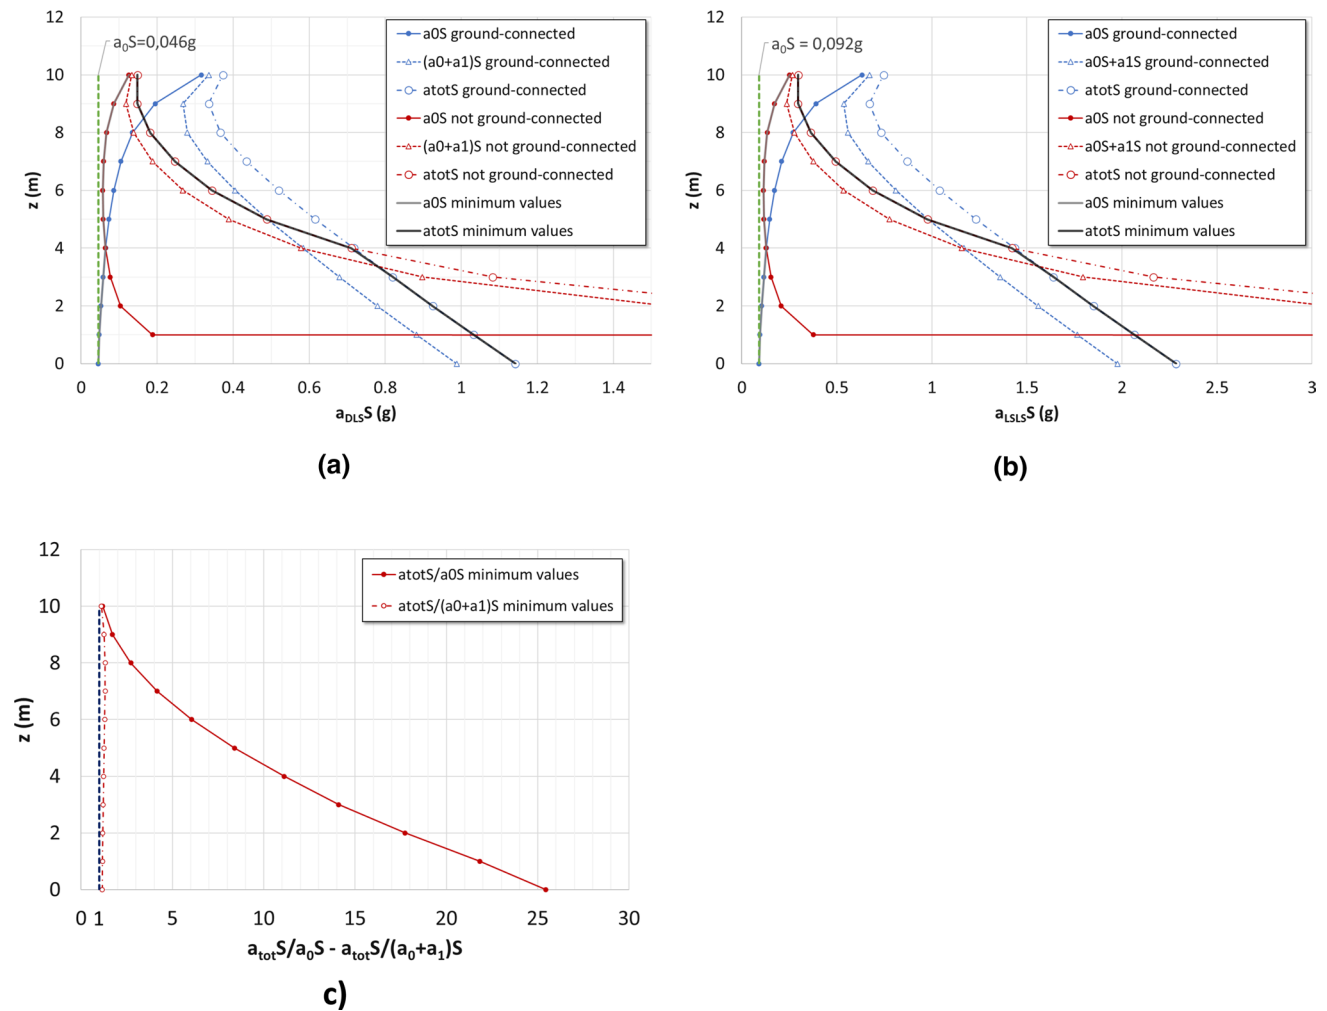 12
10
8
6
4
2
0
z (m)
a0S=0,046g
a0S ground-connected
(a0+a1)S ground-connected
atotS ground-connected
a0S not ground-connected
(a0+a1)S not ground-connected
atotS not ground-connected
a0S minimum values
atotS minimum values
0 0.2 0.4 0.6 0.8 1 1.2 1.4
aDLSS (g)
(a)
12
10
8
6
4
2
0
z (m)
a0S = 0,092g
a0S ground-connected
a0S+a1S ground-connected
atotS ground-connected
a0S not ground-connected
a0S+a1S not ground-connected
atotS not ground-connected
a0S minimum values
atotS minimum values
0 0.5 1 1.5 2 2.5 3
aLSLSS (g)
(b)
12
10
8
6
4
2
0
z (m)
atotS/a0S minimum values
atotS/(a0+a1)S minimum values
0 1 5 10 15 20 25 30
atotS/a0S - atotS/(a0+a1)S
c)